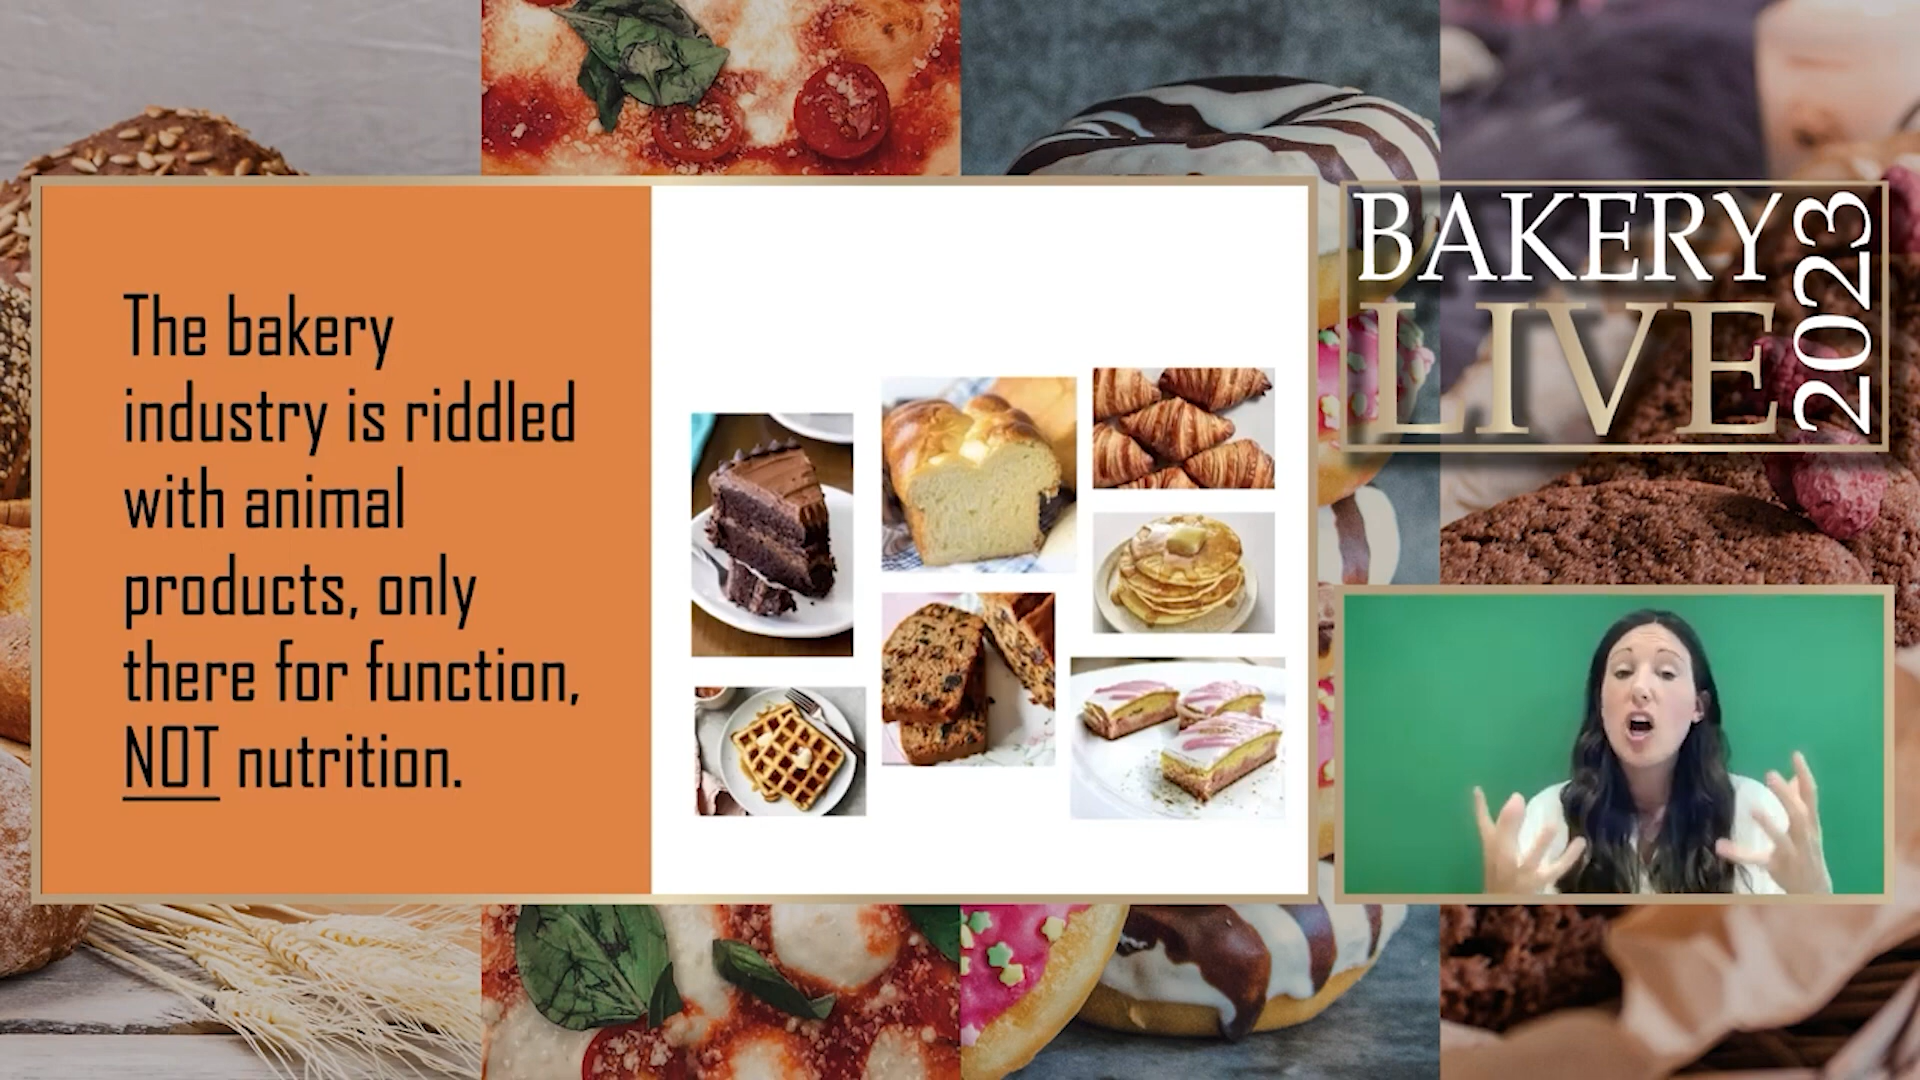 The bakery
industry is riddled
with animal
products, only
there for function,
NOT nutrition.
BAKERY
LIVE
2023